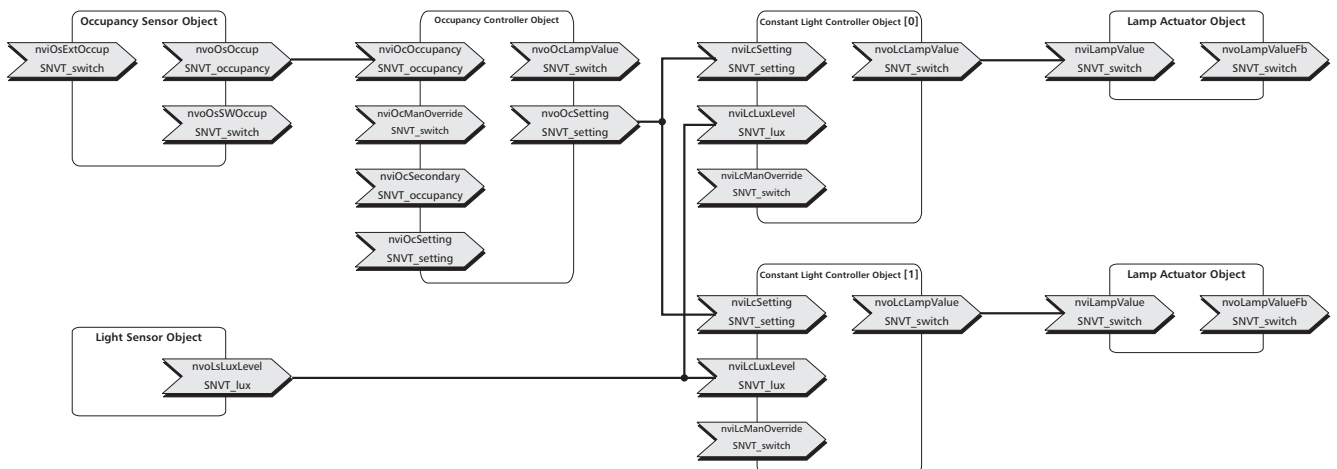 Occupancy Sensor Object
nviOsExtOccup
SNVT_switch
nvoOsOccup
SNVT_occupancy
nvoOsSWOccup
SNVT_switch
Occupancy Controller Object
nviOcOccupancy
SNVT_occupancy
nvoOcLampValue
SNVT_switch
nviOcManOverride
SNVT_switch
nvoOcSetting
SNVT_setting
nviOcSecondary
SNVT_occupancy
nviOcSetting
SNVT_setting
Constant Light Controller Object [0]
nviLcSetting
SNVT_setting
nvoLcLampValue
SNVT_switch
nviLcLuxLevel
SNVT_lux
nviLcManOverride
SNVT_switch
Lamp Actuator Object
nviLampValue
SNVT_switch
nvoLampValueFb
SNVT_switch
Light Sensor Object
nvoLsLuxLevel
SNVT_lux
Constant Light Controller Object [1]
nviLcSetting
SNVT_setting
nvoLcLampValue
SNVT_switch
nviLcLuxLevel
SNVT_lux
nviLcManOverride
SNVT_switch
Lamp Actuator Object
nviLampValue
SNVT_switch
nvoLampValueFb
SNVT_switch